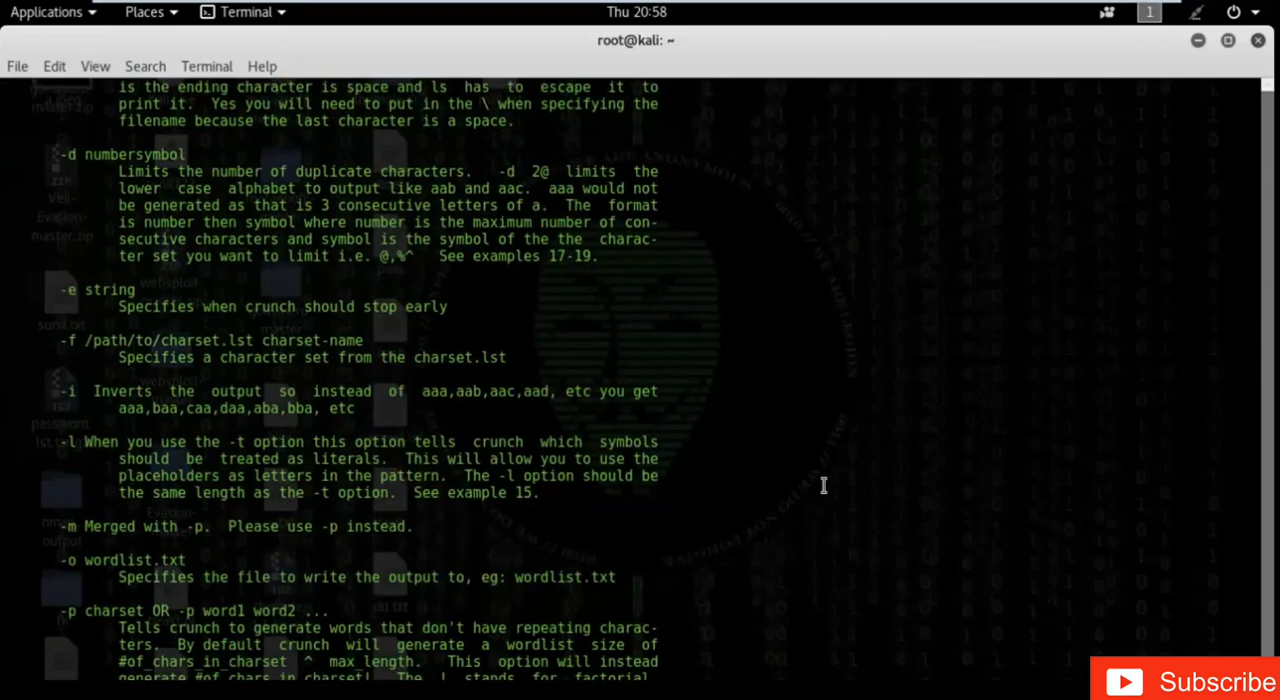 Applications Places Terminal Thu 20:58 1
root@kali: ~
File Edit View Search Terminal Help
is the ending character is space and ls has to escape it to
print it. Yes you will need to put in the \ when specifying the
filename because the last character is a space.
-d numbersymbol
Limits the number of duplicate characters. -d 2@ limits the
lower case alphabet to output like aab and aac. aaa would not
be generated as that is 3 consecutive letters of a. The format
is number then symbol where number is the maximum number of con-
secutive characters and symbol is the symbol of the the charac-
ter set you want to limit i.e. @,%^ See examples 17-19.
-e string
Specifies when crunch should stop early
-f /path/to/charset.lst charset-name
Specifies a character set from the charset.lst
-i Inverts the output so instead of aaa,aab,aac,aad, etc you get
aaa,baa,caa,daa,aba,bba, etc
-l When you use the -t option this option tells crunch which symbols
should be treated as literals. This will allow you to use the
placeholders as letters in the pattern. The -l option should be
the same length as the -t option. See example 15.
-m Merged with -p. Please use -p instead.
-o wordlist.txt
Specifies the file to write the output to, eg: wordlist.txt
-p charset OR -p word1 word2 ...
Tells crunch to generate words that don't have repeating charac-
ters. By default crunch will generate a wordlist size of
#of_chars_in_charset ^ max_length. This option will instead
generate #of_chars_in_charset!. The ! stands for factorial.
Subscribe